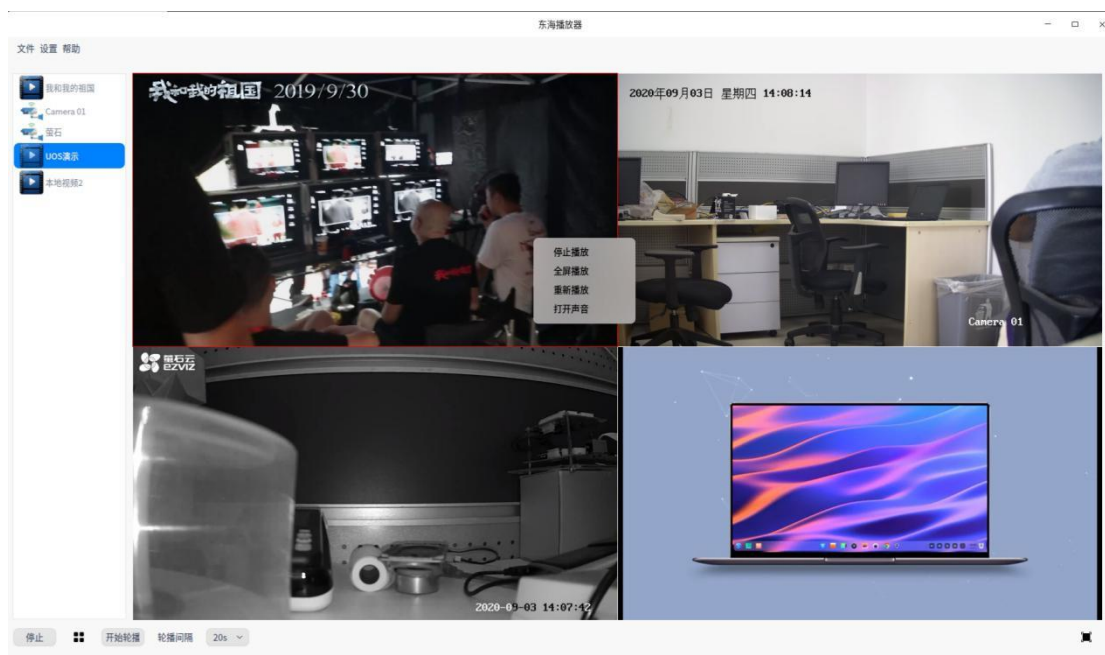 东海播放器
文件 设置 帮助
我和我的祖国
Camera 01
萤石
UOS演示
本地视频2
我和我的祖国 2019/9/30
2020年09月03日 星期四 14:08:14
停止播放
全屏播放
重新播放
打开声音
Camera 01
萤石云
ezviz
2020-09-03 14:07:42
停止 开始轮播 轮播间隔 20s